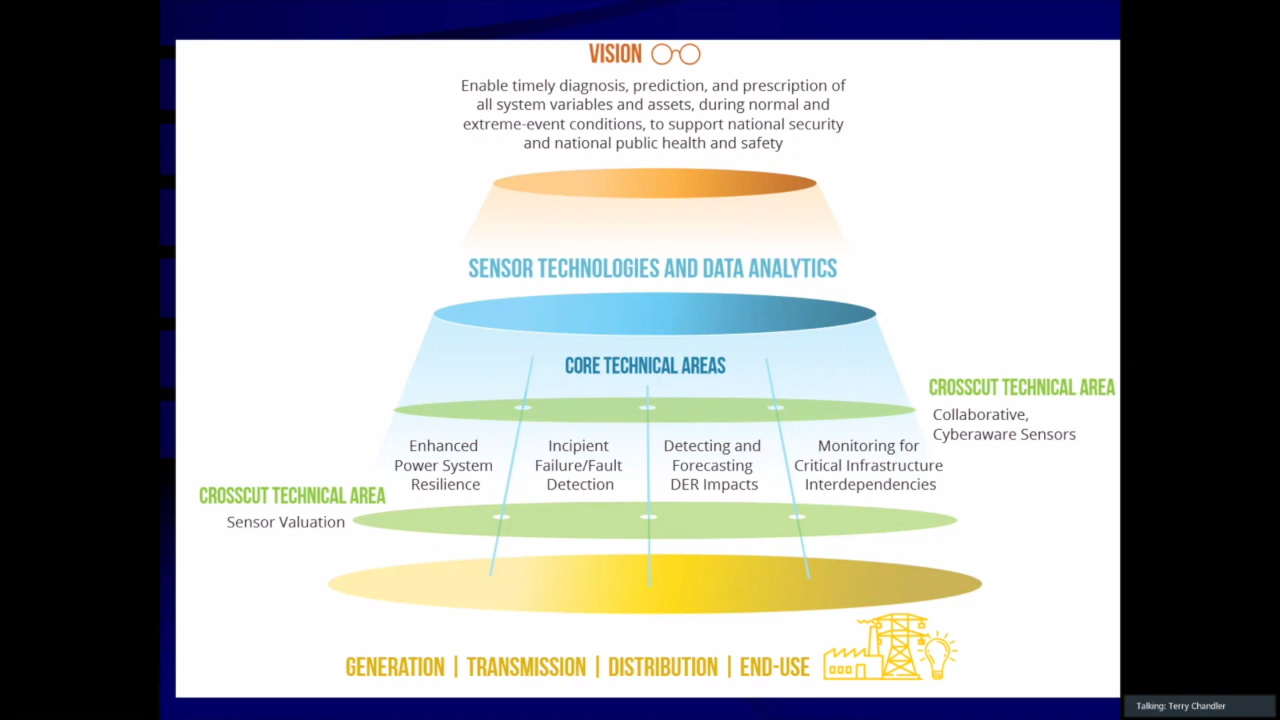 VISION
Enable timely diagnosis, prediction, and prescription of
all system variables and assets, during normal and
extreme-event conditions, to support national security
and national public health and safety
SENSOR TECHNOLOGIES AND DATA ANALYTICS
CORE TECHNICAL AREAS
CROSSCUT TECHNICAL AREA
Collaborative,
Cyberaware Sensors
Enhanced
Power System
Resilience
Incipient
Failure/Fault
Detection
Detecting and
Forecasting
DER Impacts
Monitoring for
Critical Infrastructure
Interdependencies
CROSSCUT TECHNICAL AREA
Sensor Valuation
GENERATION | TRANSMISSION | DISTRIBUTION | END-USE
Talking: Terry Chandler